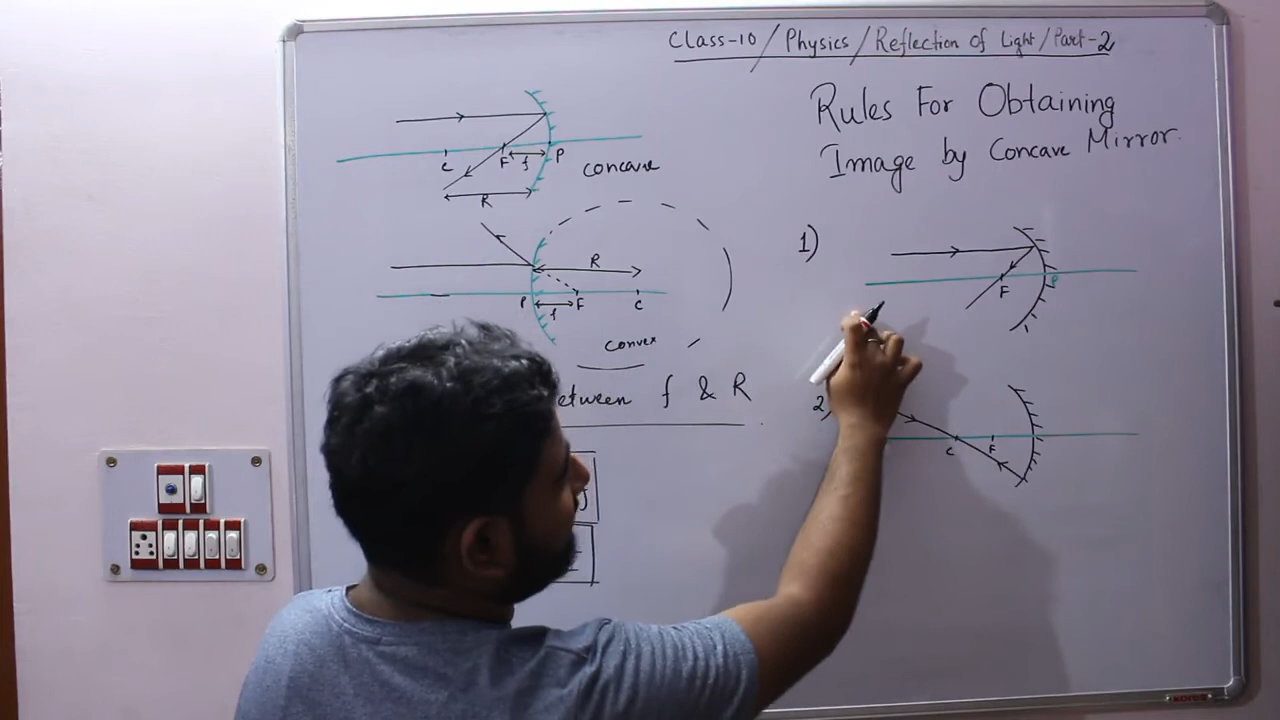 Class-10/Physics/Reflection of Light/Part-2
Rules For Obtaining
Image by Concave Mirror.
C F f P
R
concave
R
P f F C
convex
f & R
1)
F P
2)
C F